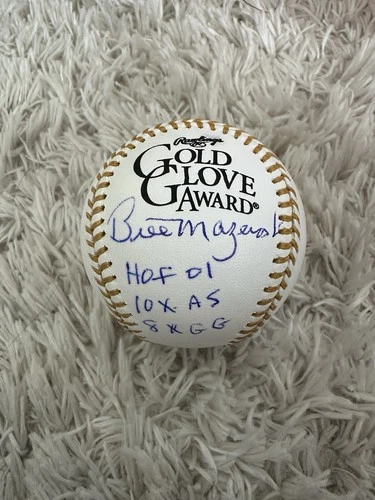 Rawlings
GOLD
GLOVE
AWARD®
Bill Mazeroski
HOF 01
10X AS
8X GG